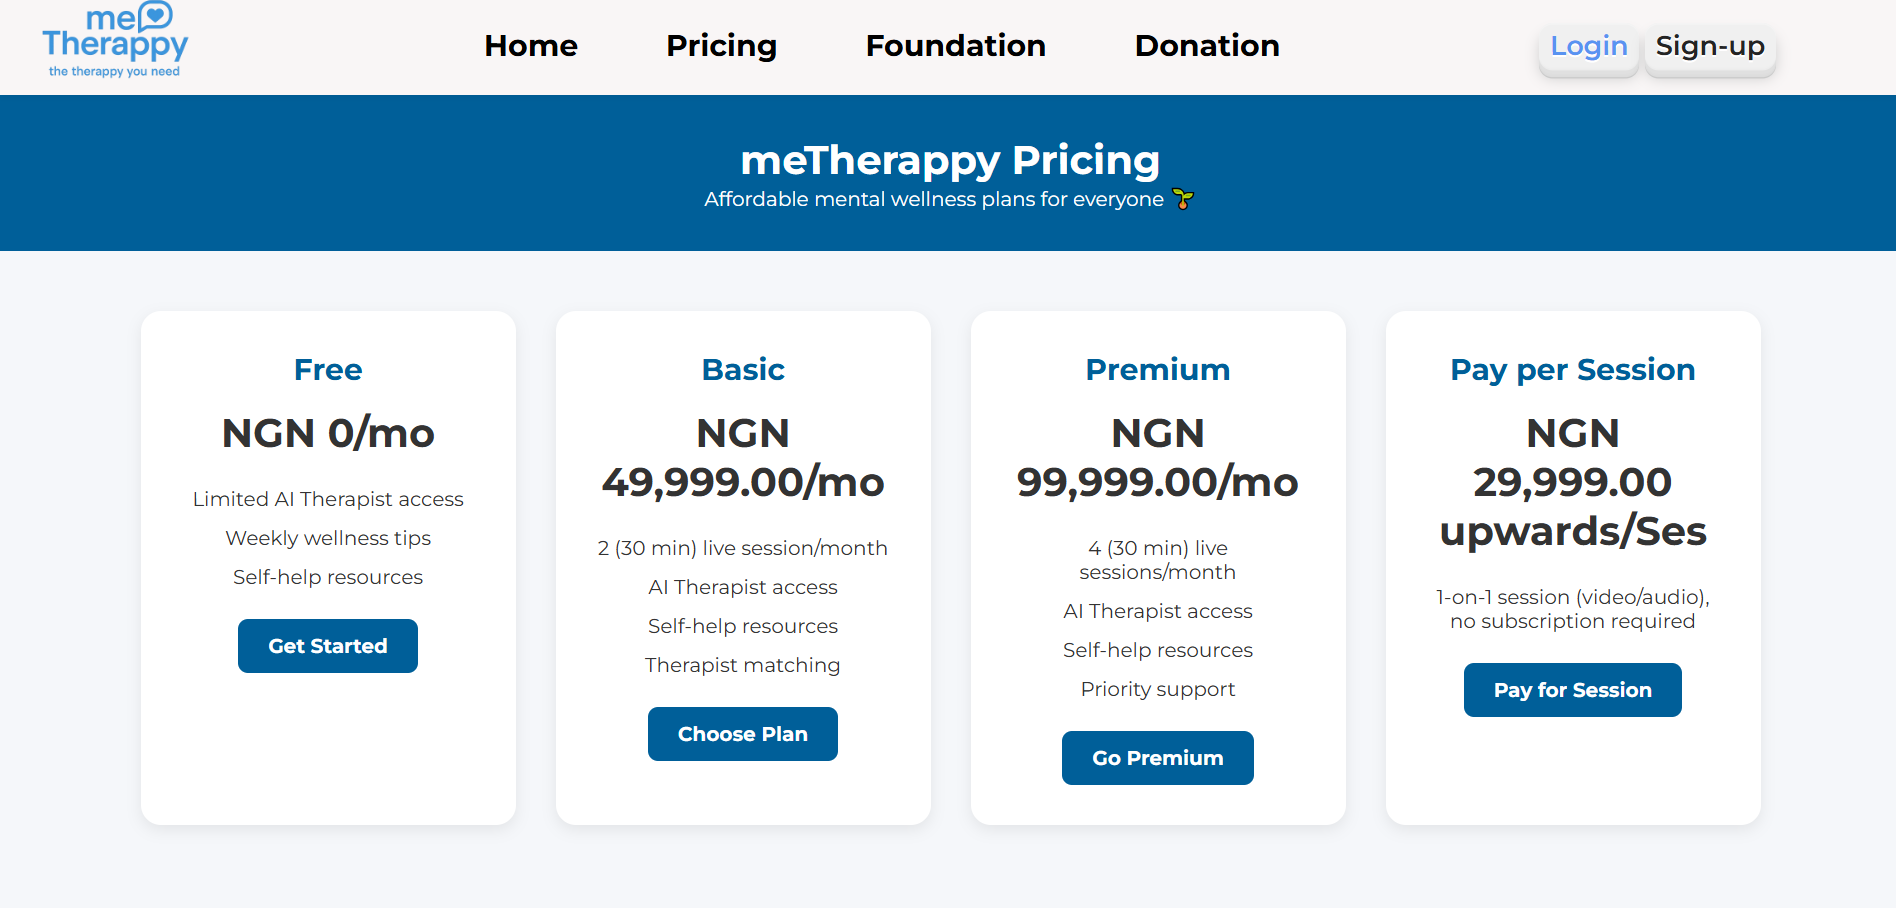 me
Therappy
the therappy you need
Home
Pricing
Foundation
Donation
Login
Sign-up
meTherappy Pricing
Affordable mental wellness plans for everyone 🌱
Free
NGN 0/mo
Limited AI Therapist access
Weekly wellness tips
Self-help resources
Get Started
Basic
NGN
49,999.00/mo
2 (30 min) live session/month
AI Therapist access
Self-help resources
Therapist matching
Choose Plan
Premium
NGN
99,999.00/mo
4 (30 min) live
sessions/month
AI Therapist access
Self-help resources
Priority support
Go Premium
Pay per Session
NGN
29,999.00
upwards/Ses
1-on-1 session (video/audio),
no subscription required
Pay for Session